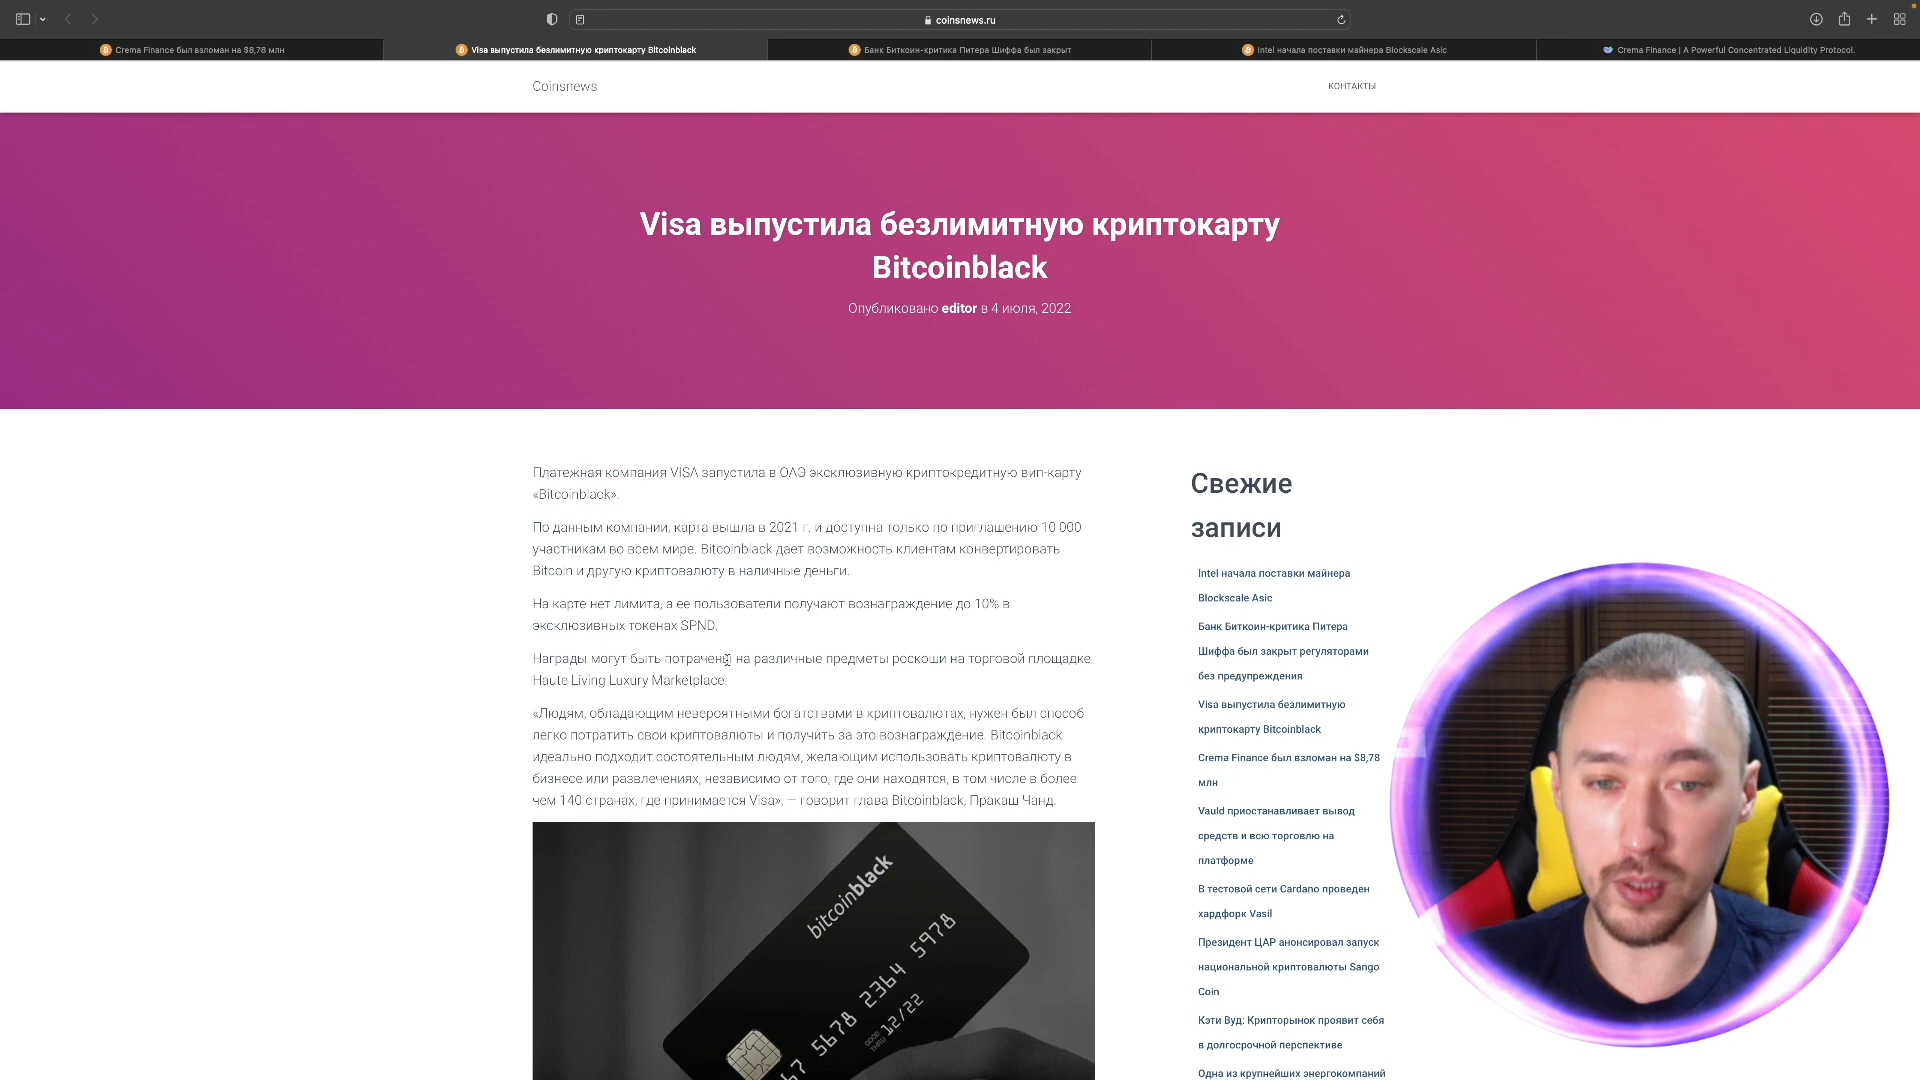 coinsnews.ru
Crema Finance был взломан на $8,78 млн
Visa выпустила безлимитную криптокарту Bitcoinblack
Банк Биткоин-критика Питера Шиффа был закрыт
Intel начала поставки майнера Blockscale Asic
Crema Finance | A Powerful Concentrated Liquidity Protocol.
Coinsnews
КОНТАКТЫ
Visa выпустила безлимитную криптокарту
Bitcoinblack
Опубликовано editor в 4 июля, 2022
Платежная компания VISA запустила в ОАЭ эксклюзивную криптокредитную вип-карту
«Bitcoinblack».
По данным компании, карта вышла в 2021 г. и доступна только по приглашению 10 000
участникам во всем мире. Bitcoinblack дает возможность клиентам конвертировать
Bitcoin и другую криптовалюту в наличные деньги.
На карте нет лимита, а ее пользователи получают вознаграждение до 10% в
эксклюзивных токенах SPND.
Награды могут быть потрачены на различные предметы роскоши на торговой площадке
Haute Living Luxury Marketplace.
«Людям, обладающим невероятными богатствами в криптовалютах, нужен был способ
легко потратить свои криптовалюты и получить за это вознаграждение. Bitcoinblack
идеально подходит состоятельным людям, желающим использовать криптовалюту в
бизнесе или развлечениях, независимо от того, где они находятся, в том числе в более
чем 140 странах, где принимается Visa», — говорит глава Bitcoinblack, Пракаш Чанд.
bitcoinblack
67 5678 2364 5978
GOOD
THRU 12/22
Свежие
записи
Intel начала поставки майнера
Blockscale Asic
Банк Биткоин-критика Питера
Шиффа был закрыт регуляторами
без предупреждения
Visa выпустила безлимитную
криптокарту Bitcoinblack
Crema Finance был взломан на $8,78
млн
Vauld приостанавливает вывод
средств и всю торговлю на
платформе
В тестовой сети Cardano проведен
хардфорк Vasil
Президент ЦАР анонсировал запуск
национальной криптовалюты Sango
Coin
Кэти Вуд: Крипторынок проявит себя
в долгосрочной перспективе
Одна из крупнейших энергокомпаний